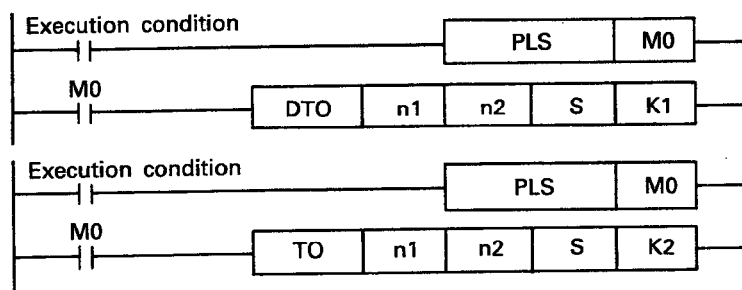 Execution condition
PLS M0
M0
DTO n1 n2 S K1
Execution condition
PLS M0
M0
TO n1 n2 S K2